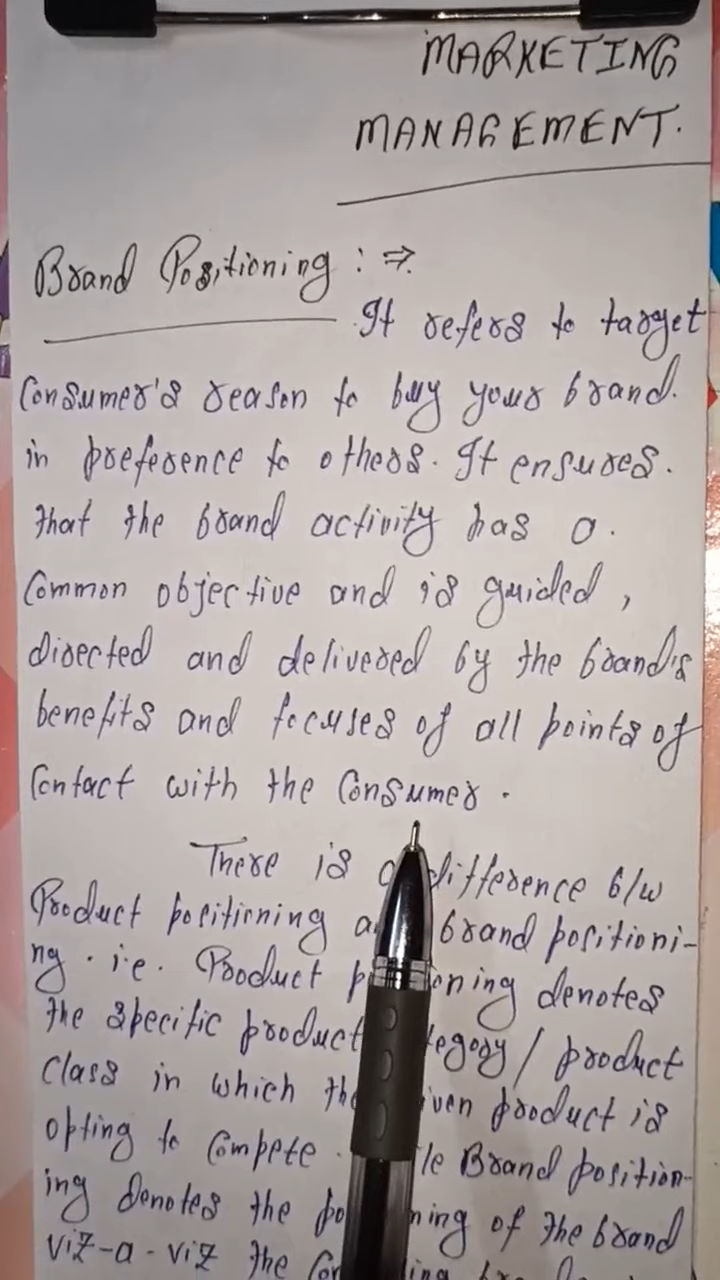 MARKETING
MANAGEMENT.
Brand Positioning : ⇒
It refers to target
Consumer's reason to buy your brand.
in preference to others. It ensures.
that the brand activity has a.
Common objective and is guided,
directed and delivered by the brand's
benefits and focuses of all points of
Contact with the Consumer.
There is a difference b/w
Product positioning brand positioni-
ng. i.e. Product denotes
the specific product / product
Class in which product is
opting to compete. Brand position-
ing denotes the of the brand
viz-a-viz the